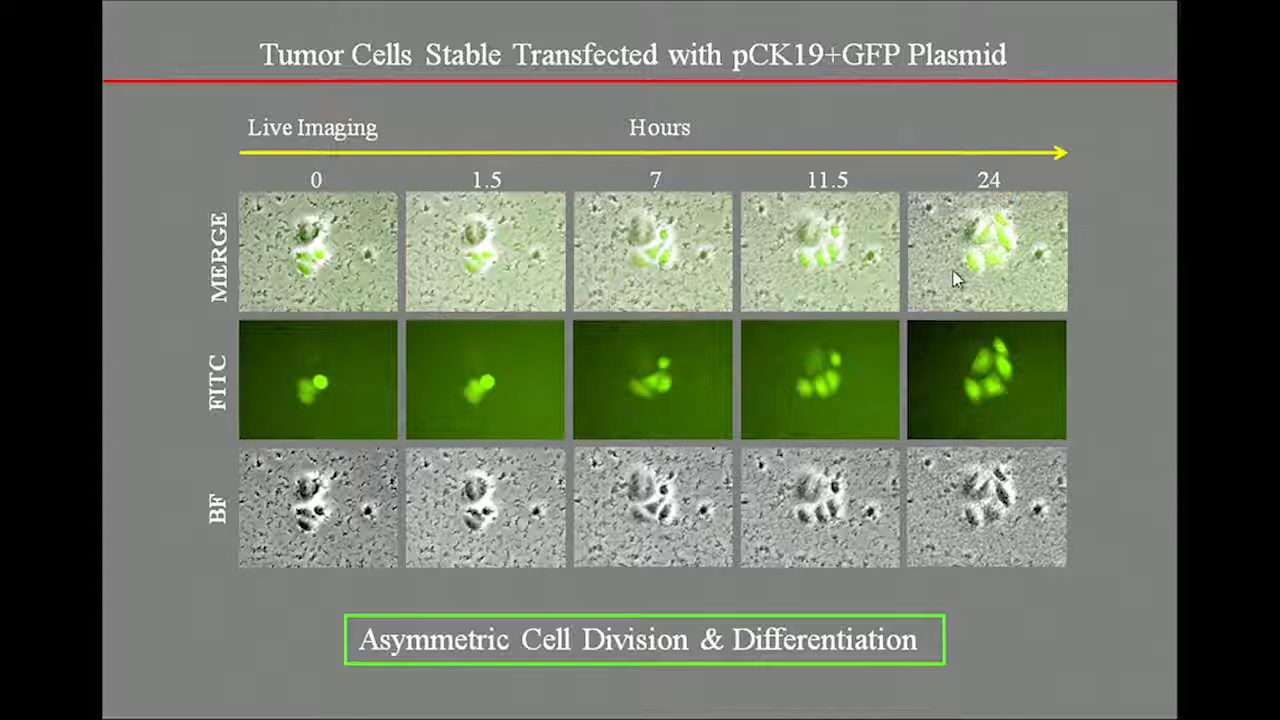 Tumor Cells Stable Transfected with pCK19+GFP Plasmid
Live Imaging
Hours
0
1.5
7
11.5
24
MERGE
FITC
BF
Asymmetric Cell Division & Differentiation